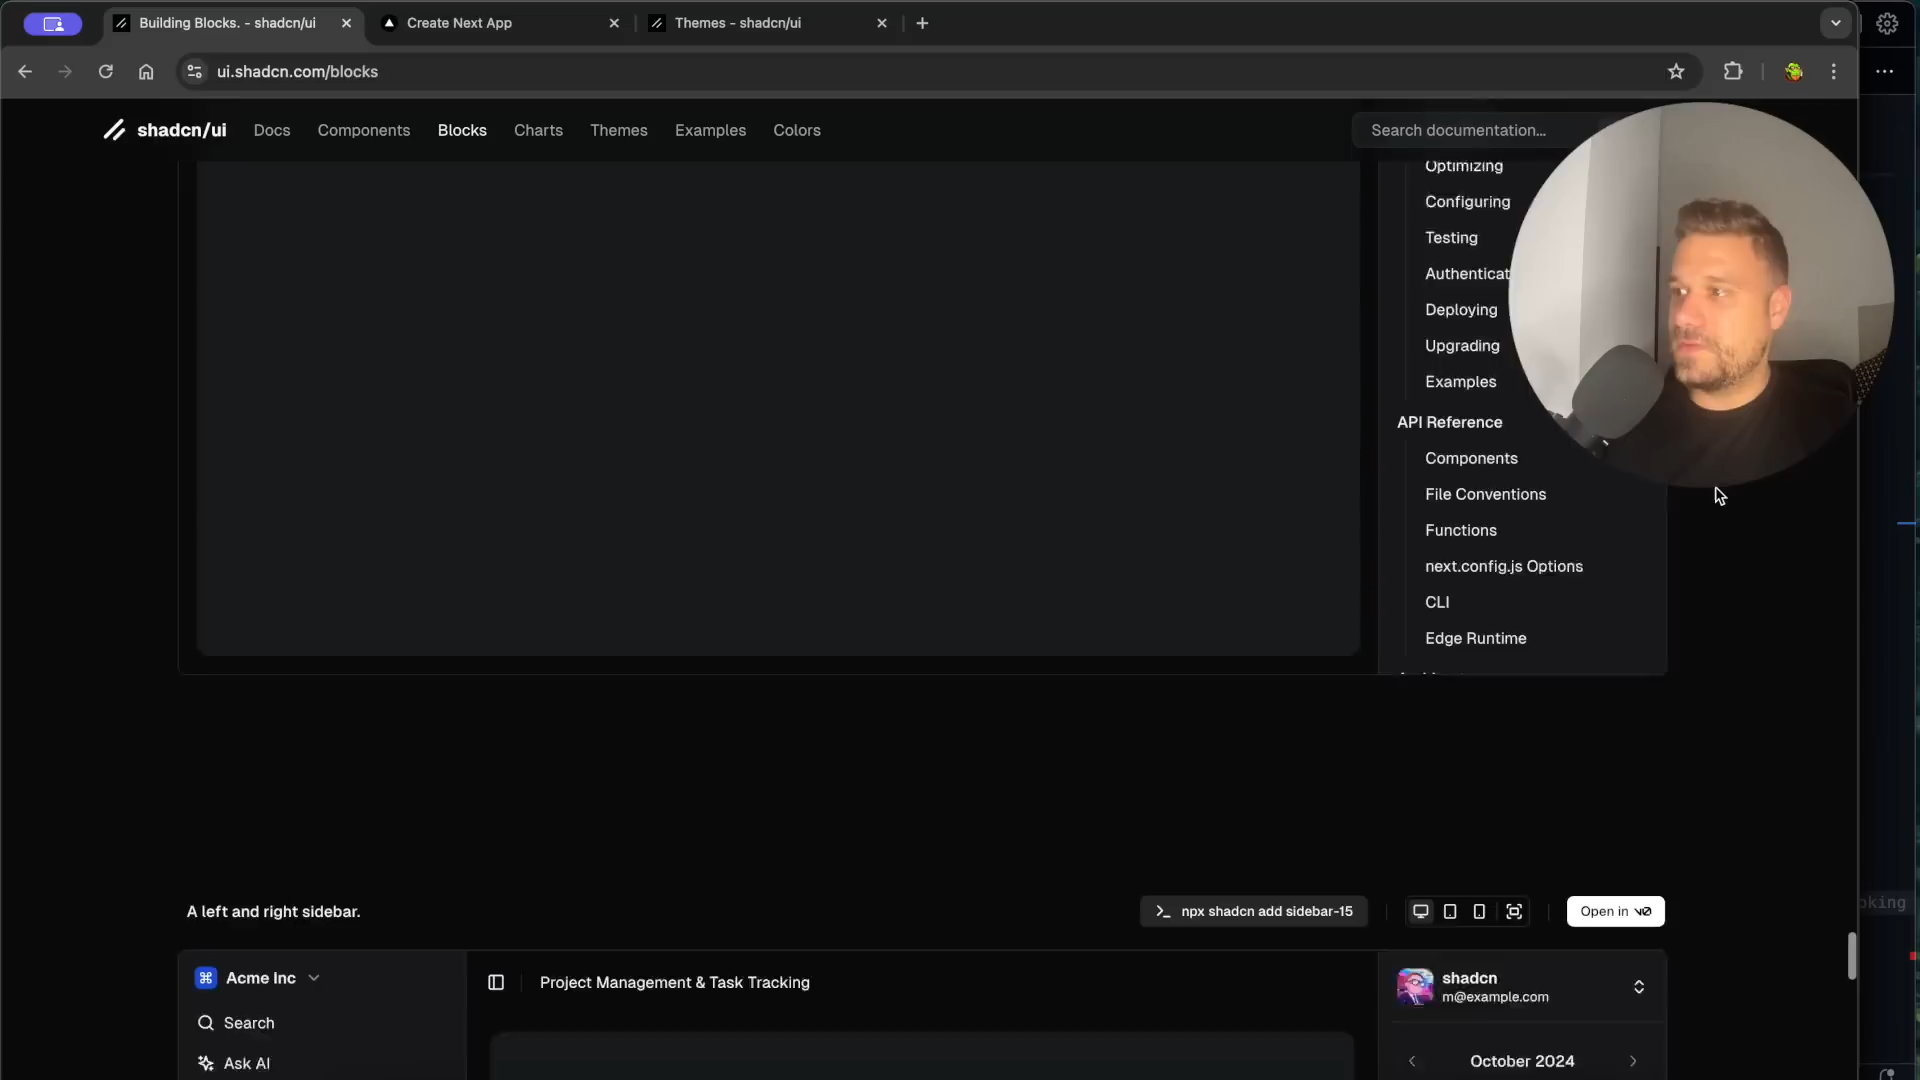 Building Blocks. - shadcn/ui
Create Next App
Themes - shadcn/ui
ui.shadcn.com/blocks
shadcn/ui
Docs
Components
Blocks
Charts
Themes
Examples
Colors
Search documentation...
Optimizing
Configuring
Testing
Authenticat
Deploying
Upgrading
Examples
API Reference
Components
File Conventions
Functions
next.config.js Options
CLI
Edge Runtime
A left and right sidebar.
npx shadcn add sidebar-15
Open in v0
oking
Acme Inc
Project Management & Task Tracking
shadcn
m@example.com
Search
Ask AI
October 2024